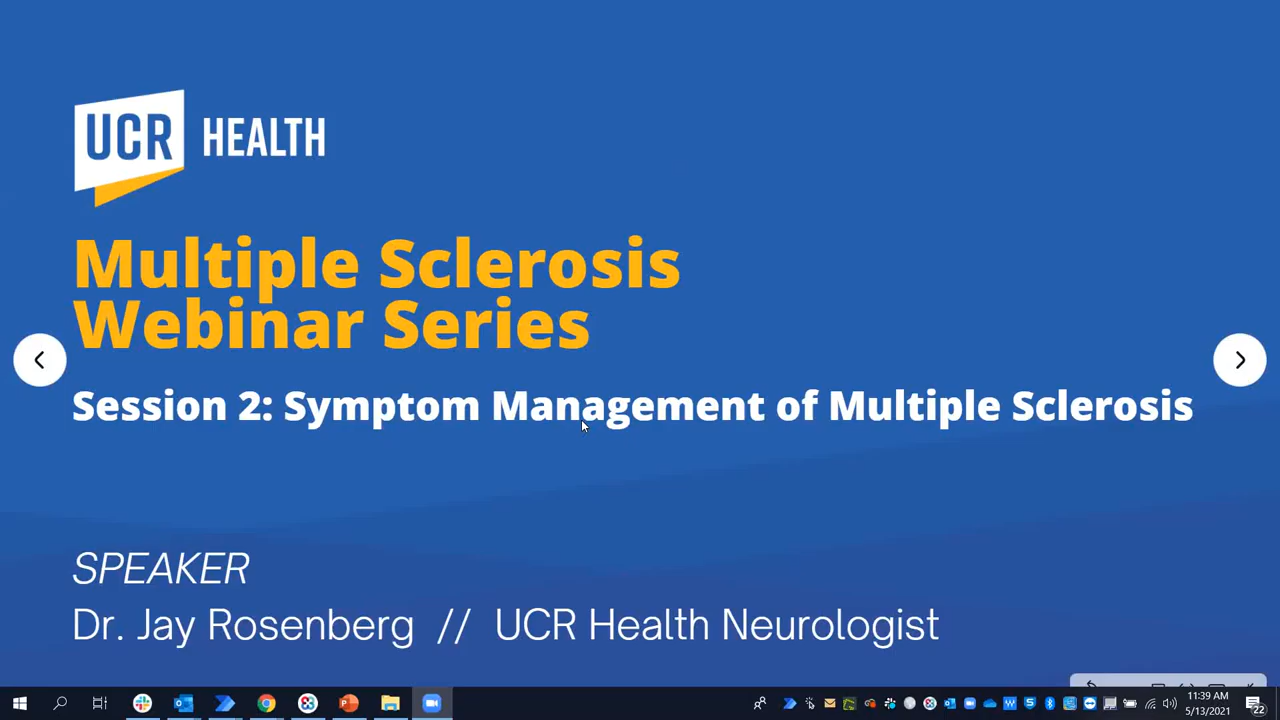 UCR HEALTH
Multiple Sclerosis
Webinar Series
Session 2: Symptom Management of Multiple Sclerosis
SPEAKER
Dr. Jay Rosenberg // UCR Health Neurologist
11:39 AM
5/13/2021
22